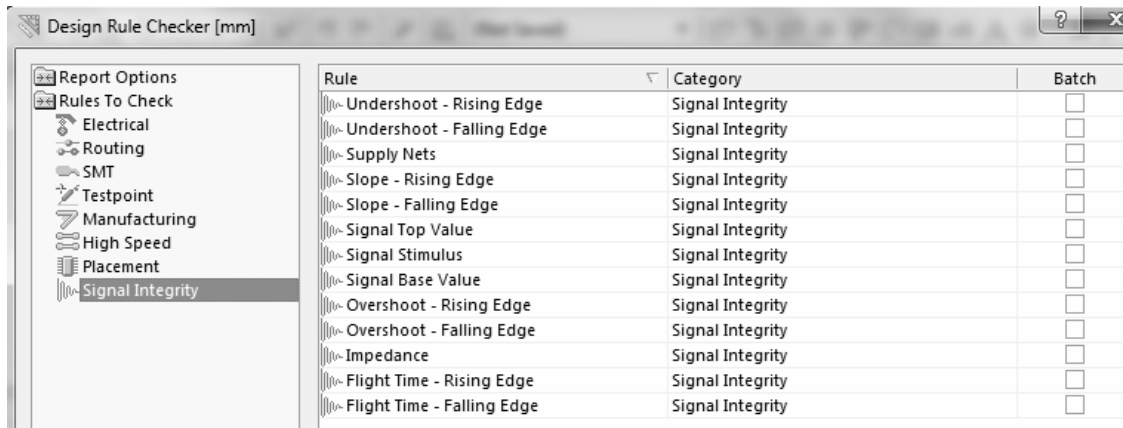 Design Rule Checker [mm]
Report Options
Rules To Check
Electrical
Routing
SMT
Testpoint
Manufacturing
High Speed
Placement
Signal Integrity
Rule Category Batch
Undershoot - Rising Edge Signal Integrity
Undershoot - Falling Edge Signal Integrity
Supply Nets Signal Integrity
Slope - Rising Edge Signal Integrity
Slope - Falling Edge Signal Integrity
Signal Top Value Signal Integrity
Signal Stimulus Signal Integrity
Signal Base Value Signal Integrity
Overshoot - Rising Edge Signal Integrity
Overshoot - Falling Edge Signal Integrity
Impedance Signal Integrity
Flight Time - Rising Edge Signal Integrity
Flight Time - Falling Edge Signal Integrity